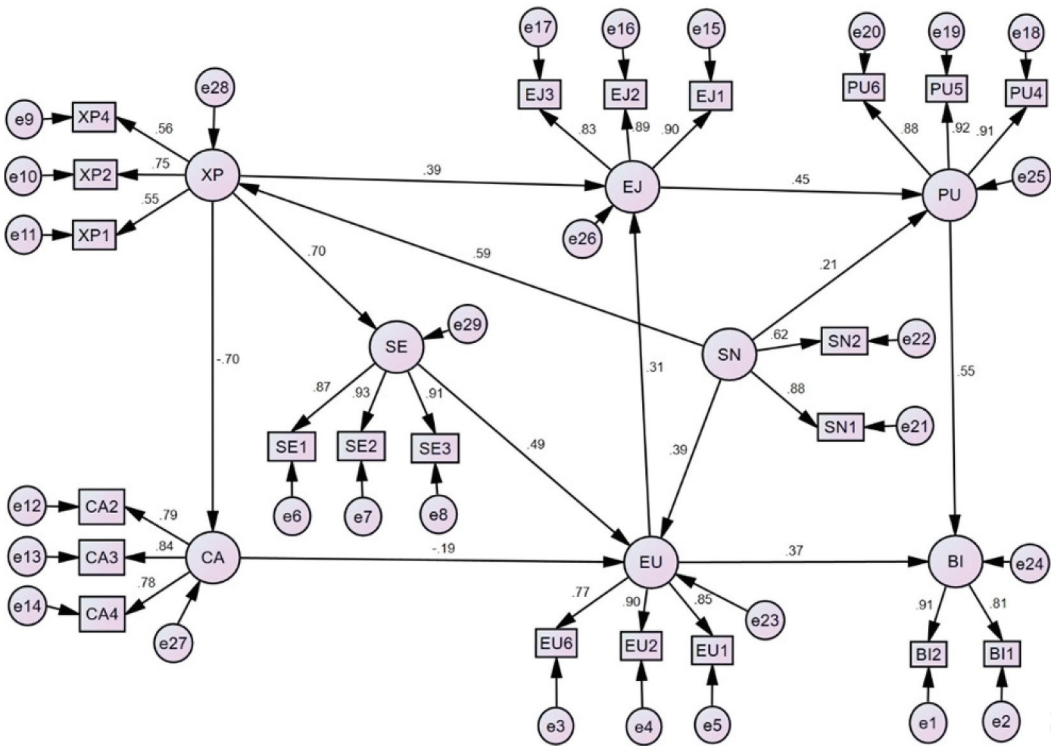 e17
e16
e15
e20
e19
e18
EJ3
EJ2
EJ1
PU6
PU5
PU4
e28
e9
XP4
.56
.83
.89
.90
.88
.92
.91
e10
XP2
.75
XP
.39
EJ
.45
PU
e25
e11
XP1
.55
e26
.70
.59
.21
e29
SE
SN
.62
SN2
e22
-.70
.31
.55
.87
.93
.91
.88
SN1
e21
SE1
SE2
SE3
.49
.39
e6
e7
e8
e12
CA2
.79
e13
CA3
.84
CA
-.19
EU
.37
BI
e24
e14
CA4
.78
.77
.90
.85
.91
.81
e27
e23
EU6
EU2
EU1
BI2
BI1
e3
e4
e5
e1
e2